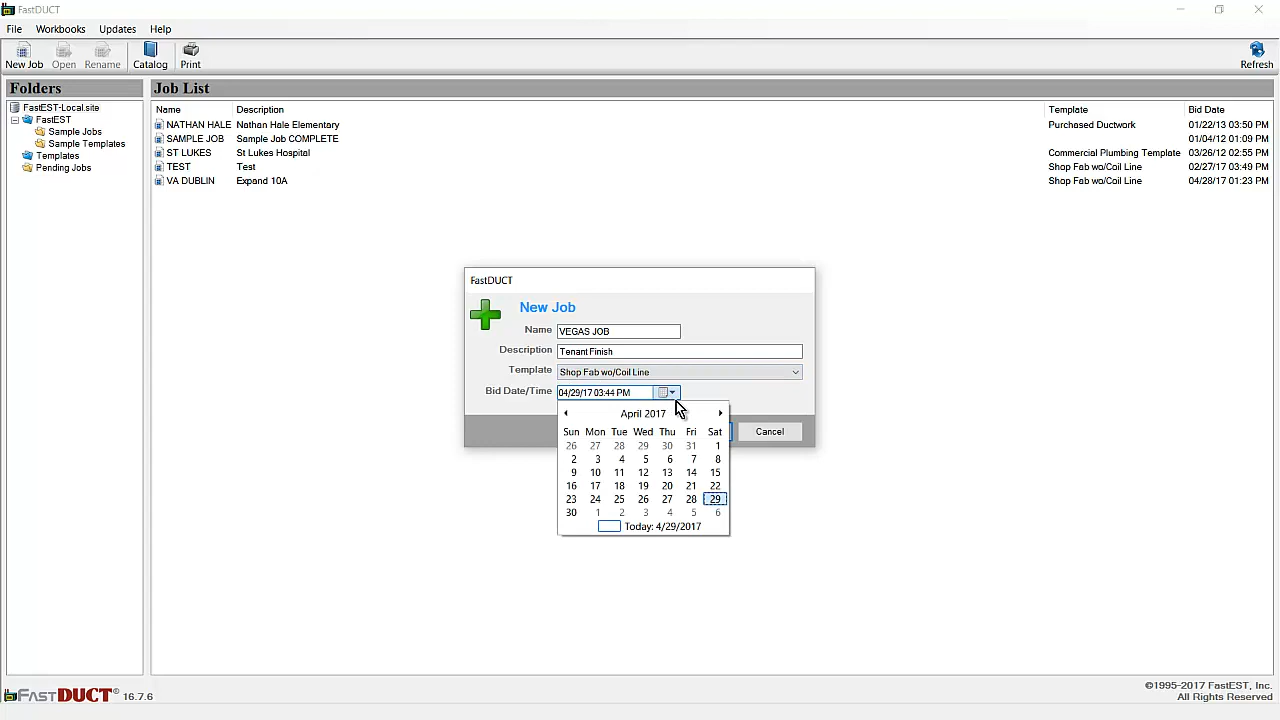 FastDUCT
File Workbooks Updates Help
New Job Open Rename Catalog Print Refresh
Folders
FastEST-Local.site
FastEST
Sample Jobs
Sample Templates
Templates
Pending Jobs
Job List
Name Description Template Bid Date
NATHAN HALE Nathan Hale Elementary Purchased Ductwork 01/22/13 03:50 PM
SAMPLE JOB Sample Job COMPLETE 01/04/12 01:09 PM
ST LUKES St Lukes Hospital Commercial Plumbing Template 03/26/12 02:55 PM
TEST Test Shop Fab wo/Coil Line 02/27/17 03:49 PM
VA DUBLIN Expand 10A Shop Fab wo/Coil Line 04/28/17 01:23 PM
FastDUCT
New Job
Name VEGAS JOB
Description Tenant Finish
Template Shop Fab wo/Coil Line
Bid Date/Time 04/29/17 03:44 PM
Cancel
April 2017
Sun Mon Tue Wed Thu Fri Sat
26 27 28 29 30 31 1
2 3 4 5 6 7 8
9 10 11 12 13 14 15
16 17 18 19 20 21 22
23 24 25 26 27 28 29
30 1 2 3 4 5 6
Today: 4/29/2017
FASTDUCT® 16.7.6
©1995-2017 FastEST, Inc.
All Rights Reserved